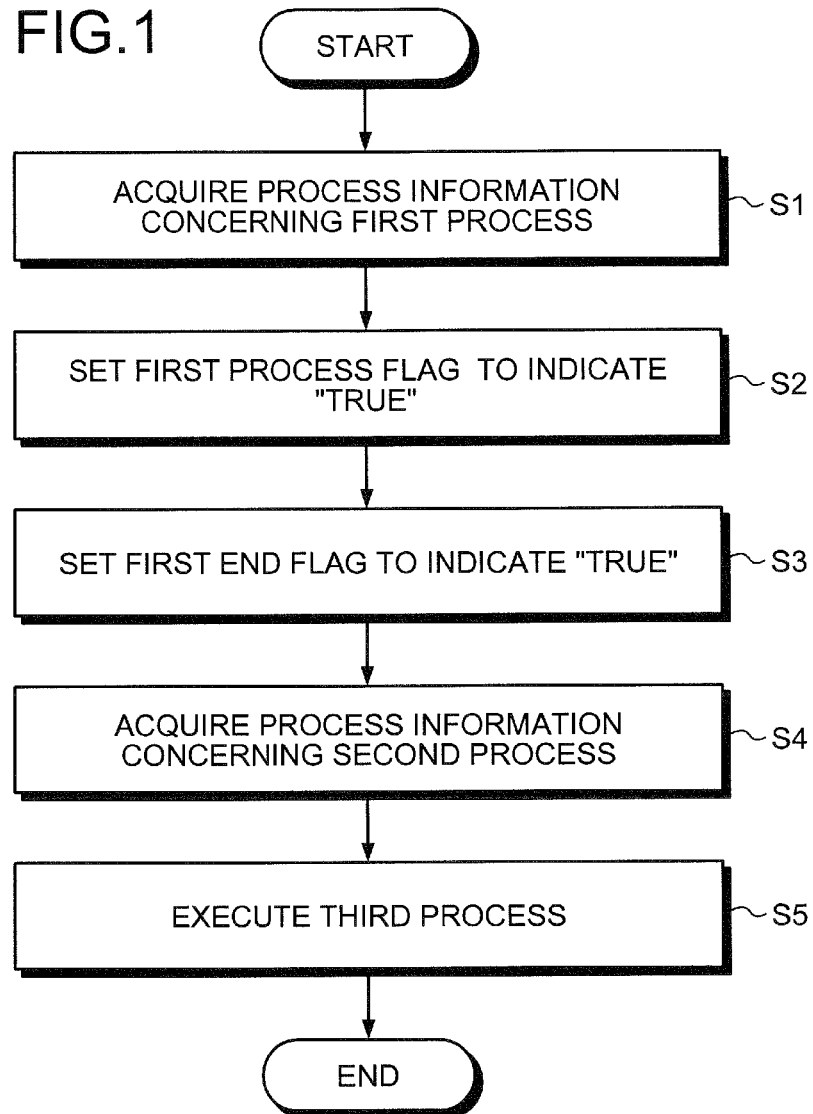 FIG.1
START
ACQUIRE PROCESS INFORMATION
CONCERNING FIRST PROCESS
S1
SET FIRST PROCESS FLAG TO INDICATE
"TRUE"
S2
SET FIRST END FLAG TO INDICATE "TRUE"
S3
ACQUIRE PROCESS INFORMATION
CONCERNING SECOND PROCESS
S4
EXECUTE THIRD PROCESS
S5
END